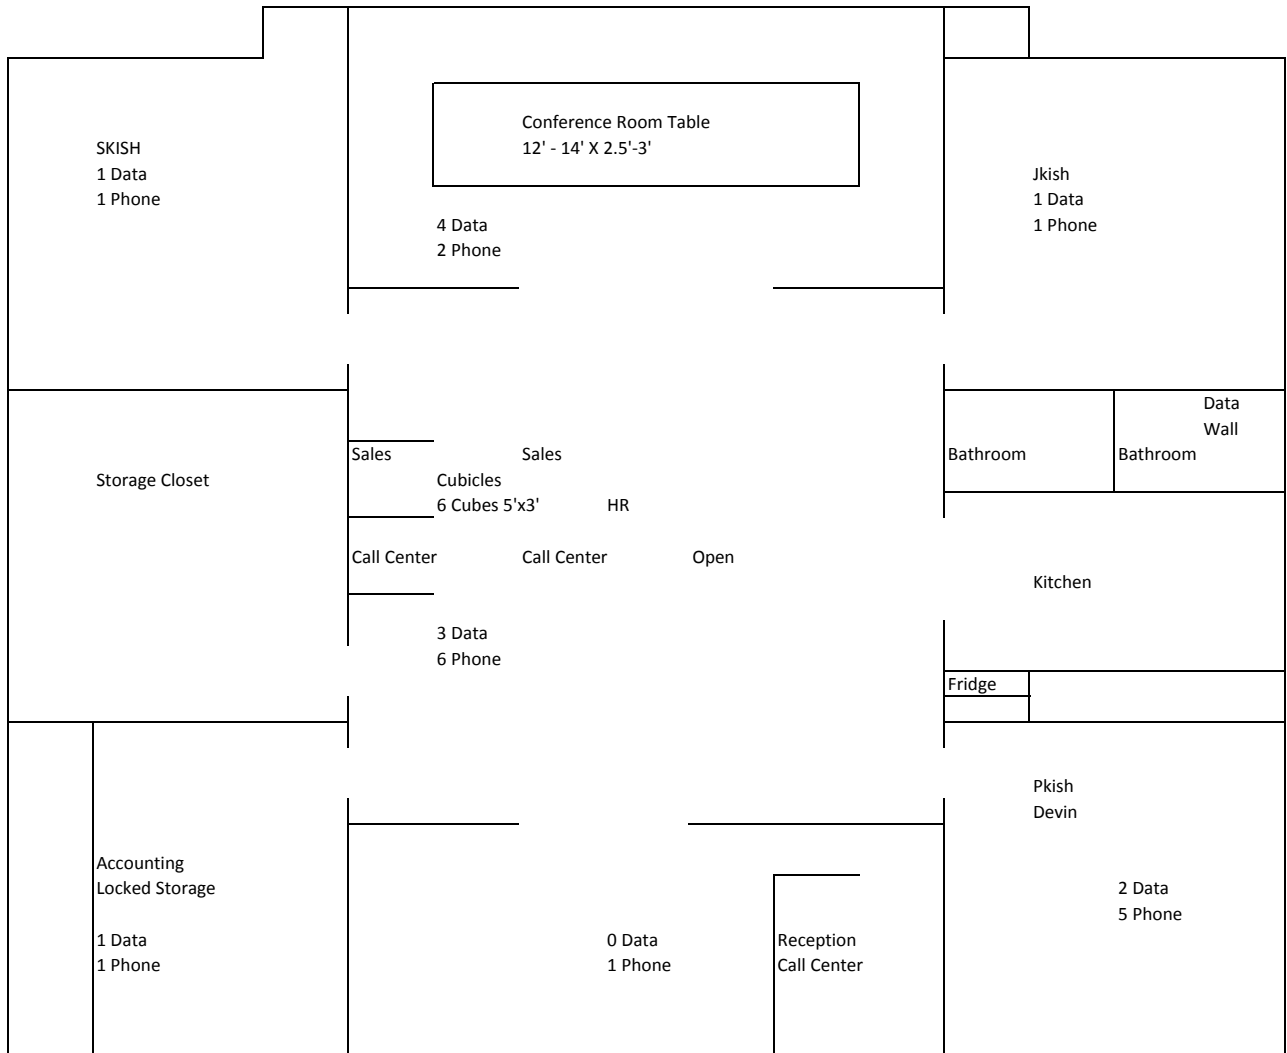 Conference Room Table
12' - 14' X 2.5'-3'
SKISH
1 Data
1 Phone
Jkish
1 Data
1 Phone
4 Data
2 Phone
Data
Wall
Sales
Sales
Bathroom
Bathroom
Storage Closet
Cubicles
6 Cubes 5'x3'
HR
Call Center
Call Center
Open
Kitchen
3 Data
6 Phone
Fridge
Pkish
Devin
Accounting
Locked Storage
2 Data
5 Phone
1 Data
1 Phone
0 Data
1 Phone
Reception
Call Center